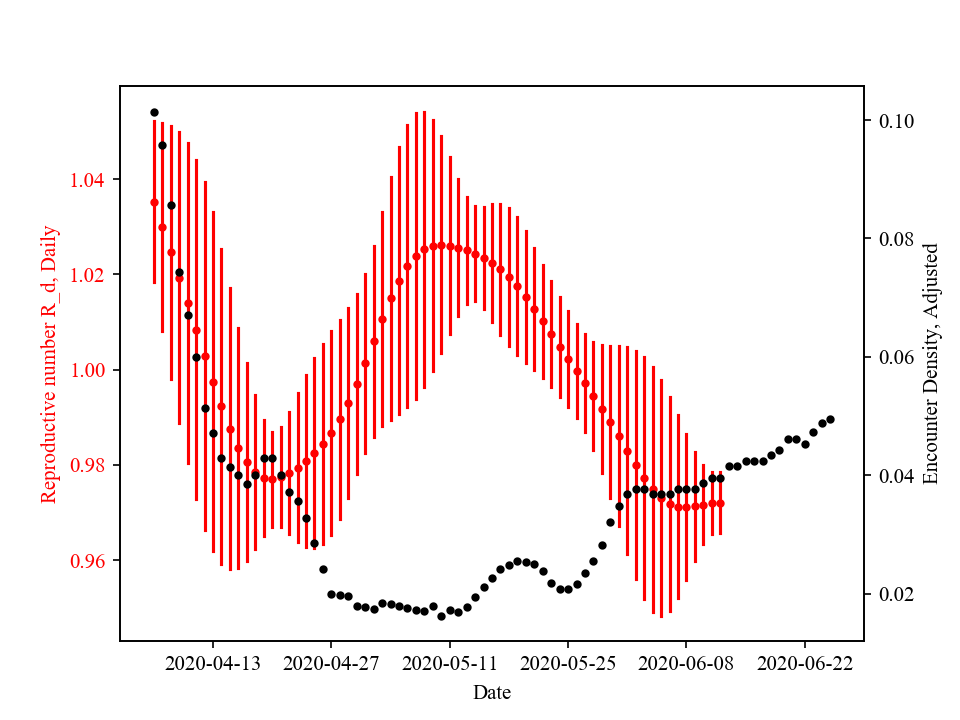 Reproductive number R_d, Daily
1.04
1.02
1.00
0.98
0.96
0.10
0.08
0.06
0.04
0.02
Encounter Density, Adjusted
2020-04-13 2020-04-27 2020-05-11 2020-05-25 2020-06-08 2020-06-22
Date